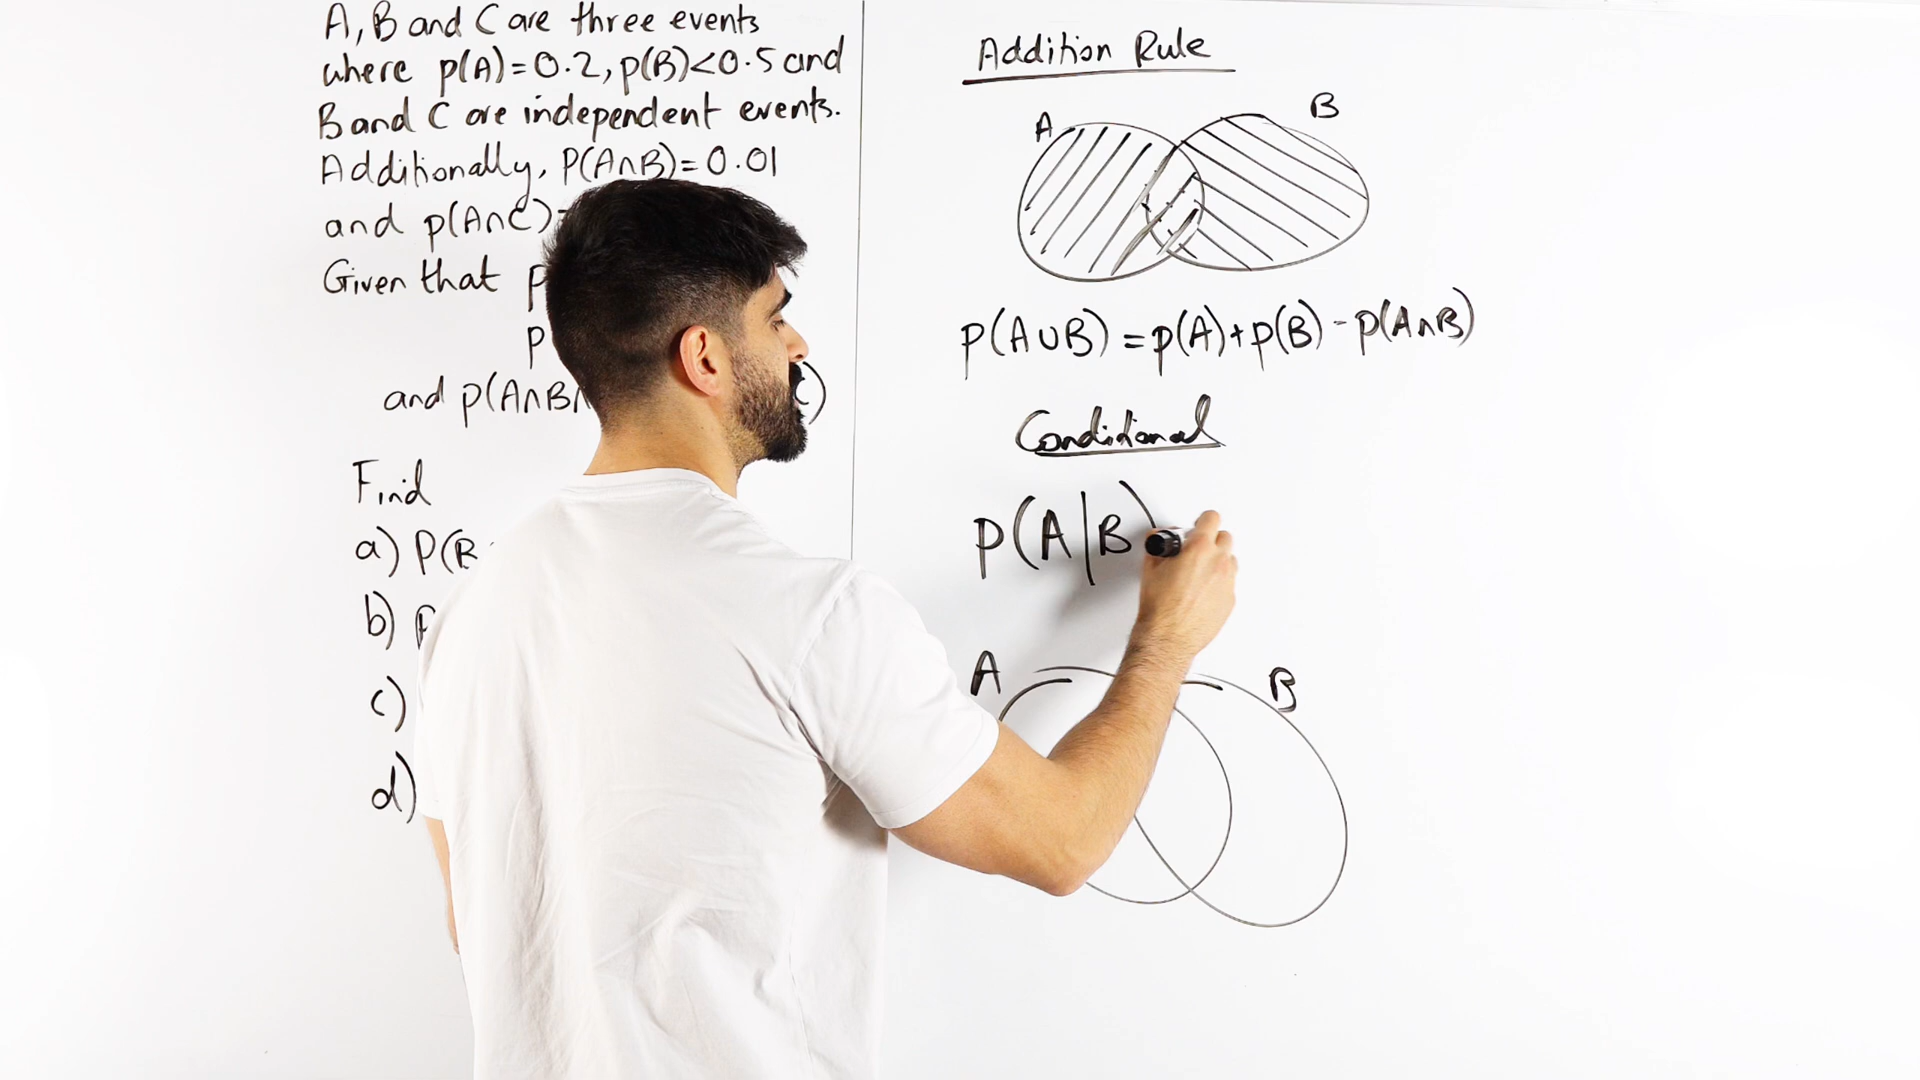 A, B and C are three events
where p(A)=0.2, p(B)<0.5 and
B and C are independent events.
Additionally, P(A∩B)=0.01
and p(A∩C)=
Given that p
p
and p(A∩B∩
)
Find
a) P(B
b)
c)
d)
Addition Rule
A
B
p(A∪B) = p(A)+p(B)-p(A∩B)
Conditional
p(A|B)
A
B